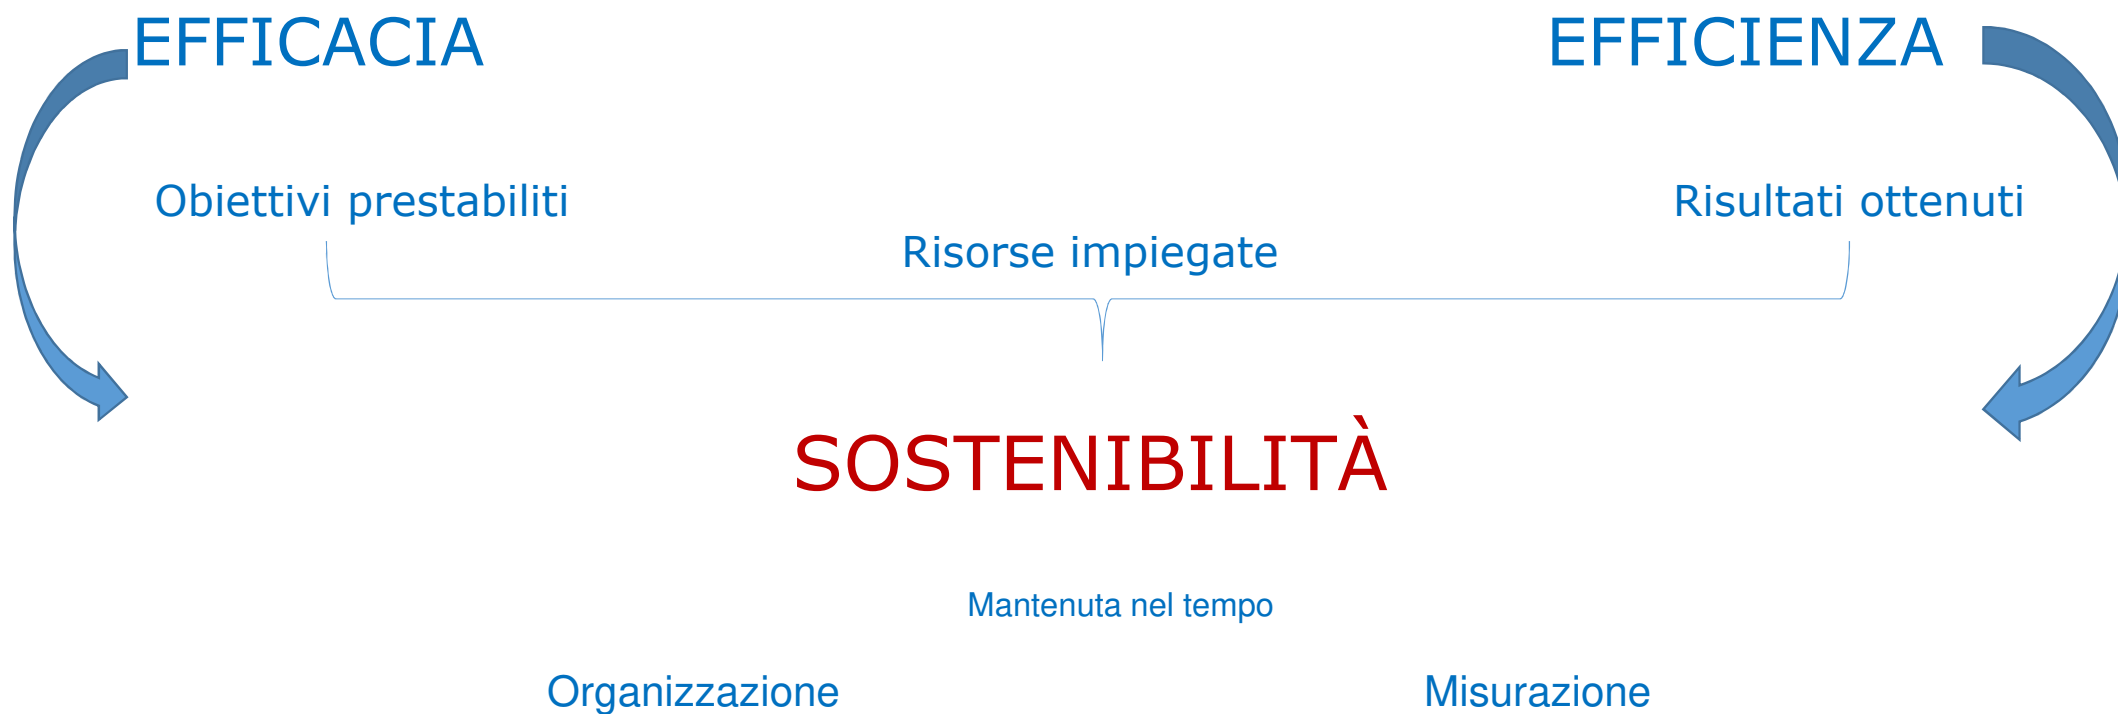 EFFICACIA EFFICIENZA
Obiettivi prestabiliti Risultati ottenuti
Risorse impiegate
SOSTENIBILITÀ
Mantenuta nel tempo
Organizzazione Misurazione